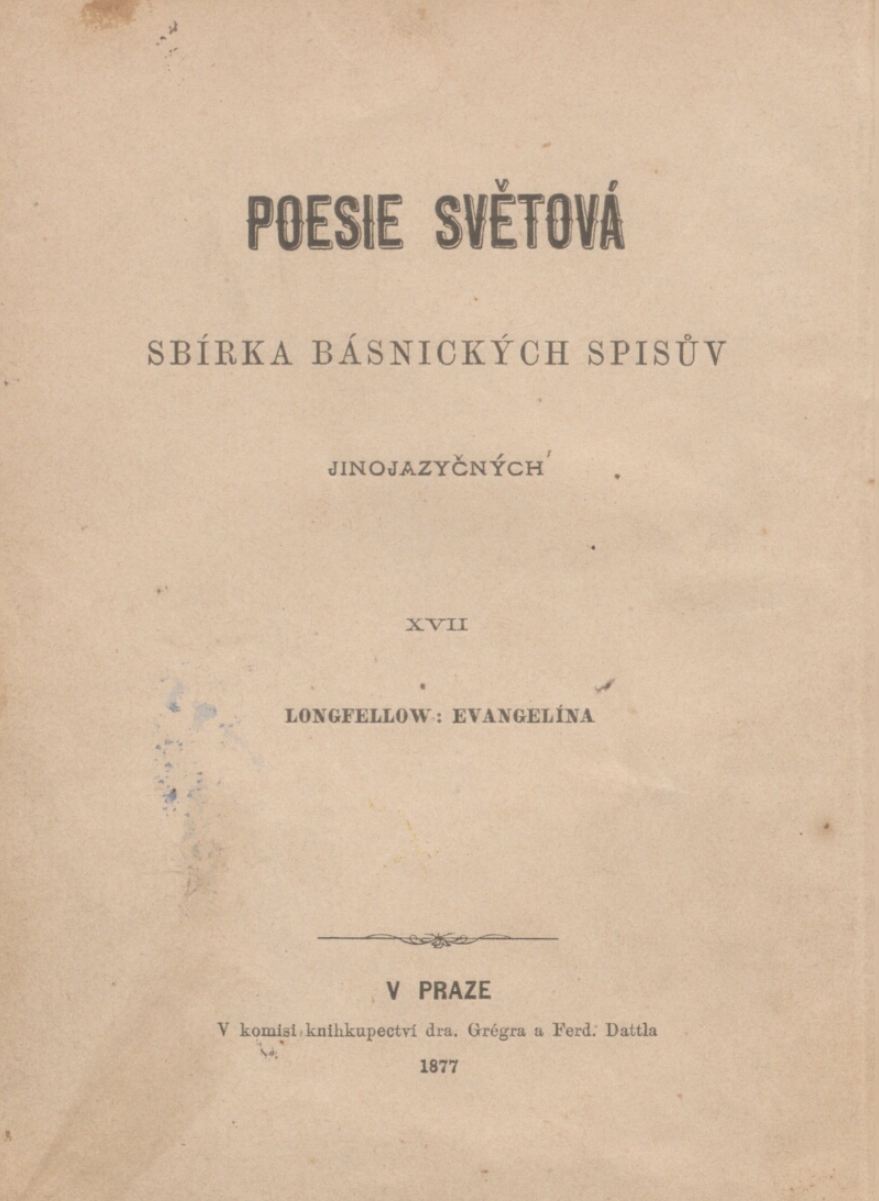 POESIE SVĚTOVÁ
SBÍRKA BÁSNICKÝCH SPISŮV
JINOJAZYČNÝCH
XVII
LONGFELLOW: EVANGELÍNA
V PRAZE
V komisi knihkupectví dra. Grégra a Ferd. Dattla
1877